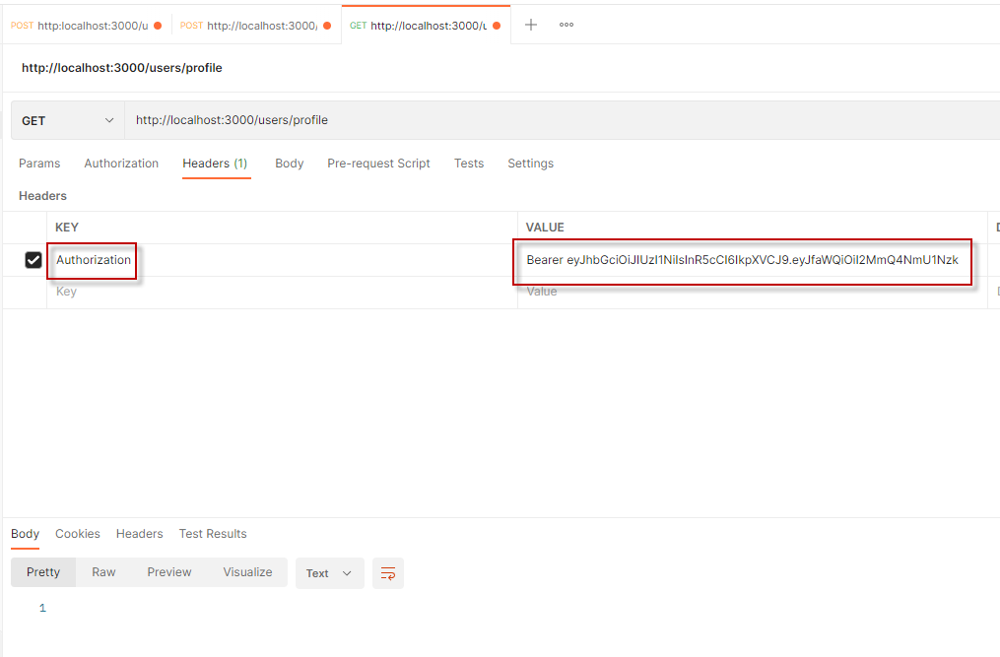 POST http:localhost:3000/u POST http://localhost:3000/ GET http://localhost:3000/u
http://localhost:3000/users/profile
GET http://localhost:3000/users/profile
Params Authorization Headers (1) Body Pre-request Script Tests Settings
Headers
KEY VALUE D
Authorization Bearer eyJhbGciOiJIUzI1NiIsInR5cCI6IkpXVCJ9.eyJfaWQiOiI2MmQ4NmU1Nzk
Key Value D
Body Cookies Headers Test Results
Pretty Raw Preview Visualize Text
1